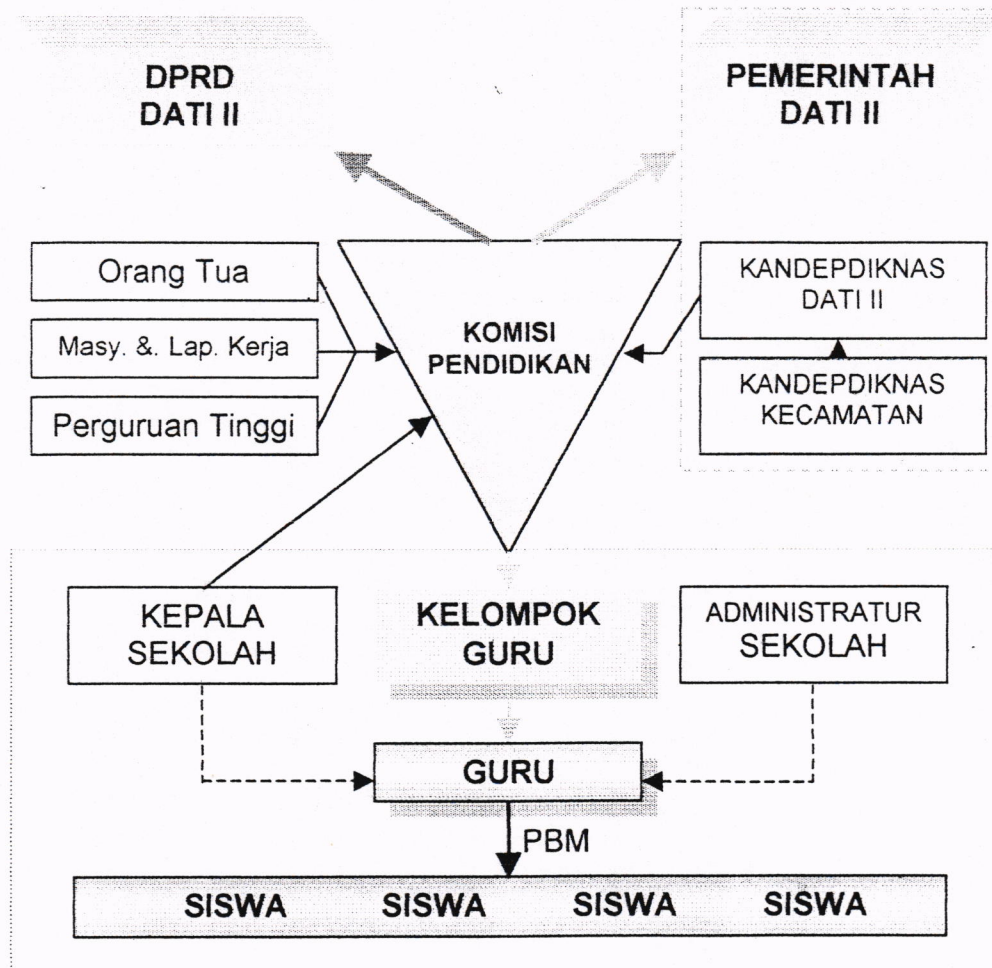 DPRD
DATI II
PEMERINTAH
DATI II
Orang Tua
Masy. &. Lap. Kerja
Perguruan Tinggi
KOMISI
PENDIDIKAN
KANDEPDIKNAS
DATI II
KANDEPDIKNAS
KECAMATAN
KEPALA
SEKOLAH
KELOMPOK
GURU
ADMINISTRATUR
SEKOLAH
GURU
PBM
SISWA SISWA SISWA SISWA